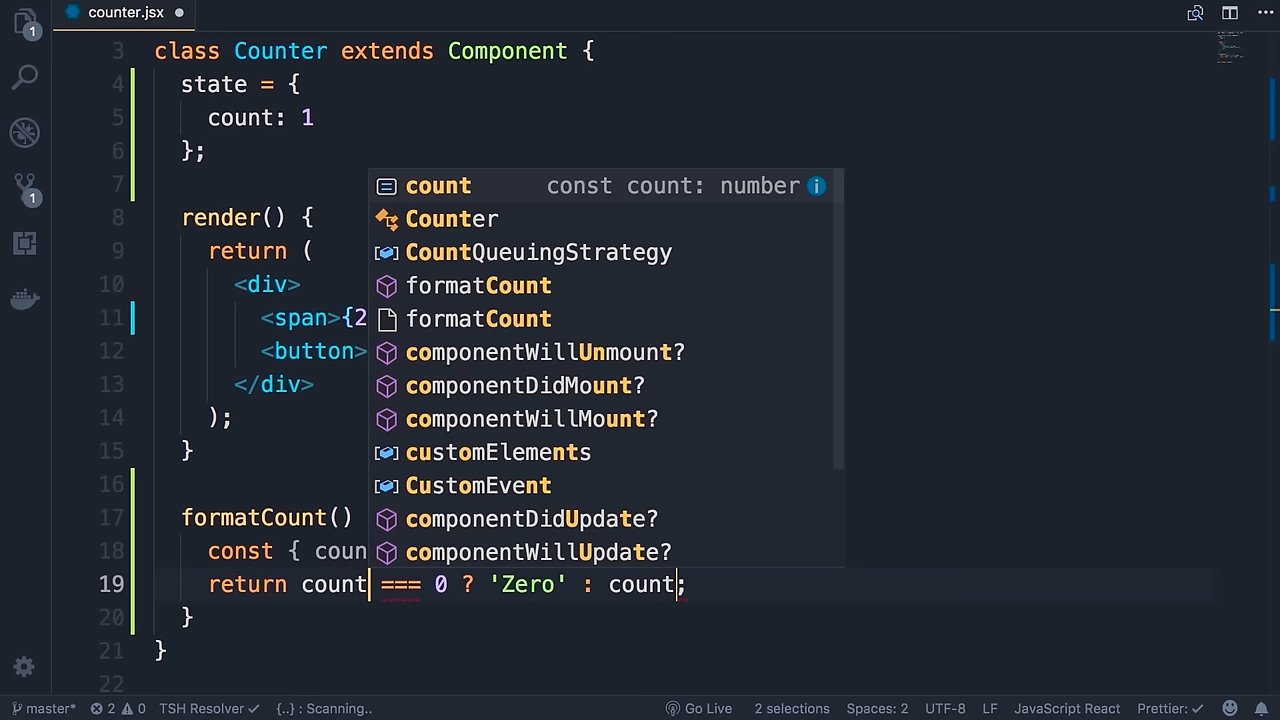 counter.jsx
3 class Counter extends Component {
4 state = {
5 count: 1
6 };
7
8 render() {
9 return (
10 <div>
11 <span>{2
12 <button>
13 </div>
14 );
15 }
16
17 formatCount()
18 const { coun
19 return count === 0 ? 'Zero' : count;
20 }
21 }
22
count const count: number
Counter
CountQueuingStrategy
formatCount
formatCount
componentWillUnmount?
componentDidMount?
componentWillMount?
customElements
CustomEvent
componentDidUpdate?
componentWillUpdate?
1
1
master* 2 0 TSH Resolver {..} : Scanning.. Go Live 2 selections Spaces: 2 UTF-8 LF JavaScript React Prettier: